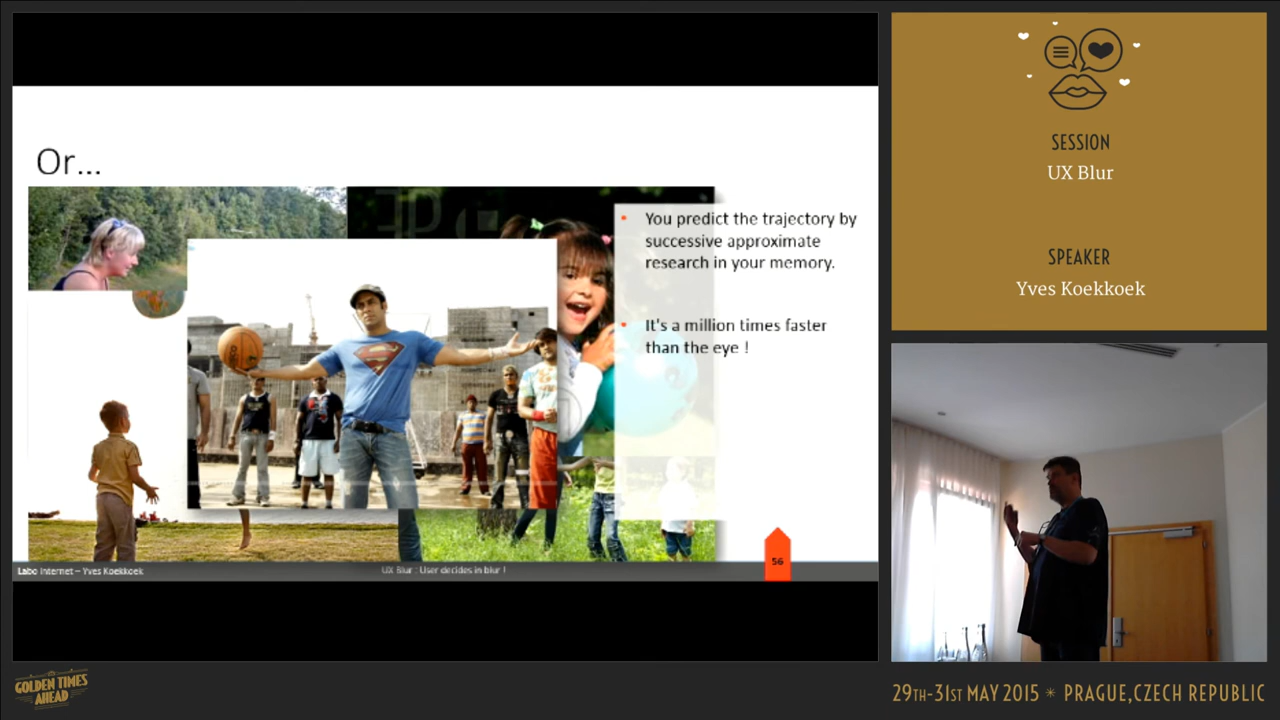 Or...
You predict the trajectory by
successive approximate
research in your memory.
It's a million times faster
than the eye !
Labo Internet – Yves Koekkoek
UX Blur : User decides in blur !
56
SESSION
UX Blur
SPEAKER
Yves Koekkoek
GOLDEN TIMES
AHEAD
29TH-31ST MAY 2015 * PRAGUE,CZECH REPUBLIC